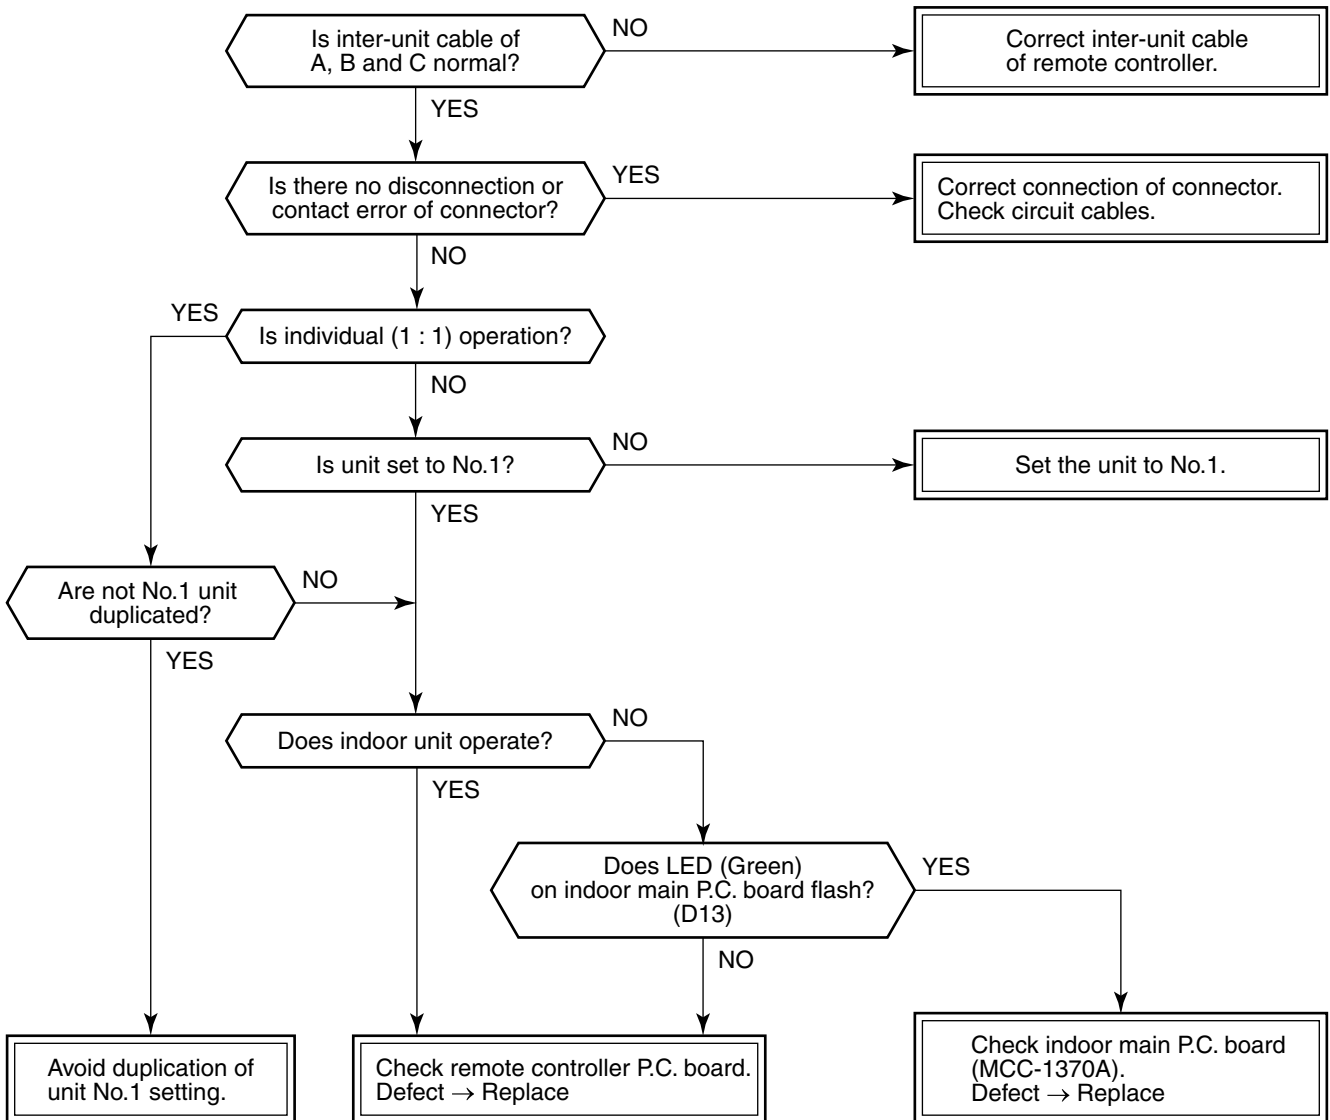 Is inter-unit cable of
A, B and C normal?
NO
Correct inter-unit cable
of remote controller.
YES
Is there no disconnection or
contact error of connector?
YES
Correct connection of connector.
Check circuit cables.
NO
YES
Is individual (1 : 1) operation?
NO
Is unit set to No.1?
NO
Set the unit to No.1.
YES
Are not No.1 unit
duplicated?
NO
YES
Does indoor unit operate?
NO
YES
Does LED (Green)
on indoor main P.C. board flash?
(D13)
YES
NO
Avoid duplication of
unit No.1 setting.
Check remote controller P.C. board.
Defect → Replace
Check indoor main P.C. board
(MCC-1370A).
Defect → Replace